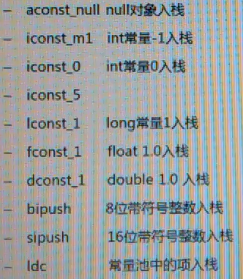 – aconst_null null对象入栈
– iconst_m1 int常量-1入栈
– iconst_0 int常量0入栈
– iconst_5
– lconst_1 long常量1入栈
– fconst_1 float 1.0入栈
– dconst_1 double 1.0 入栈
– bipush 8位带符号整数入栈
– sipush 16位带符号整数入栈
– ldc 常量池中的项入栈